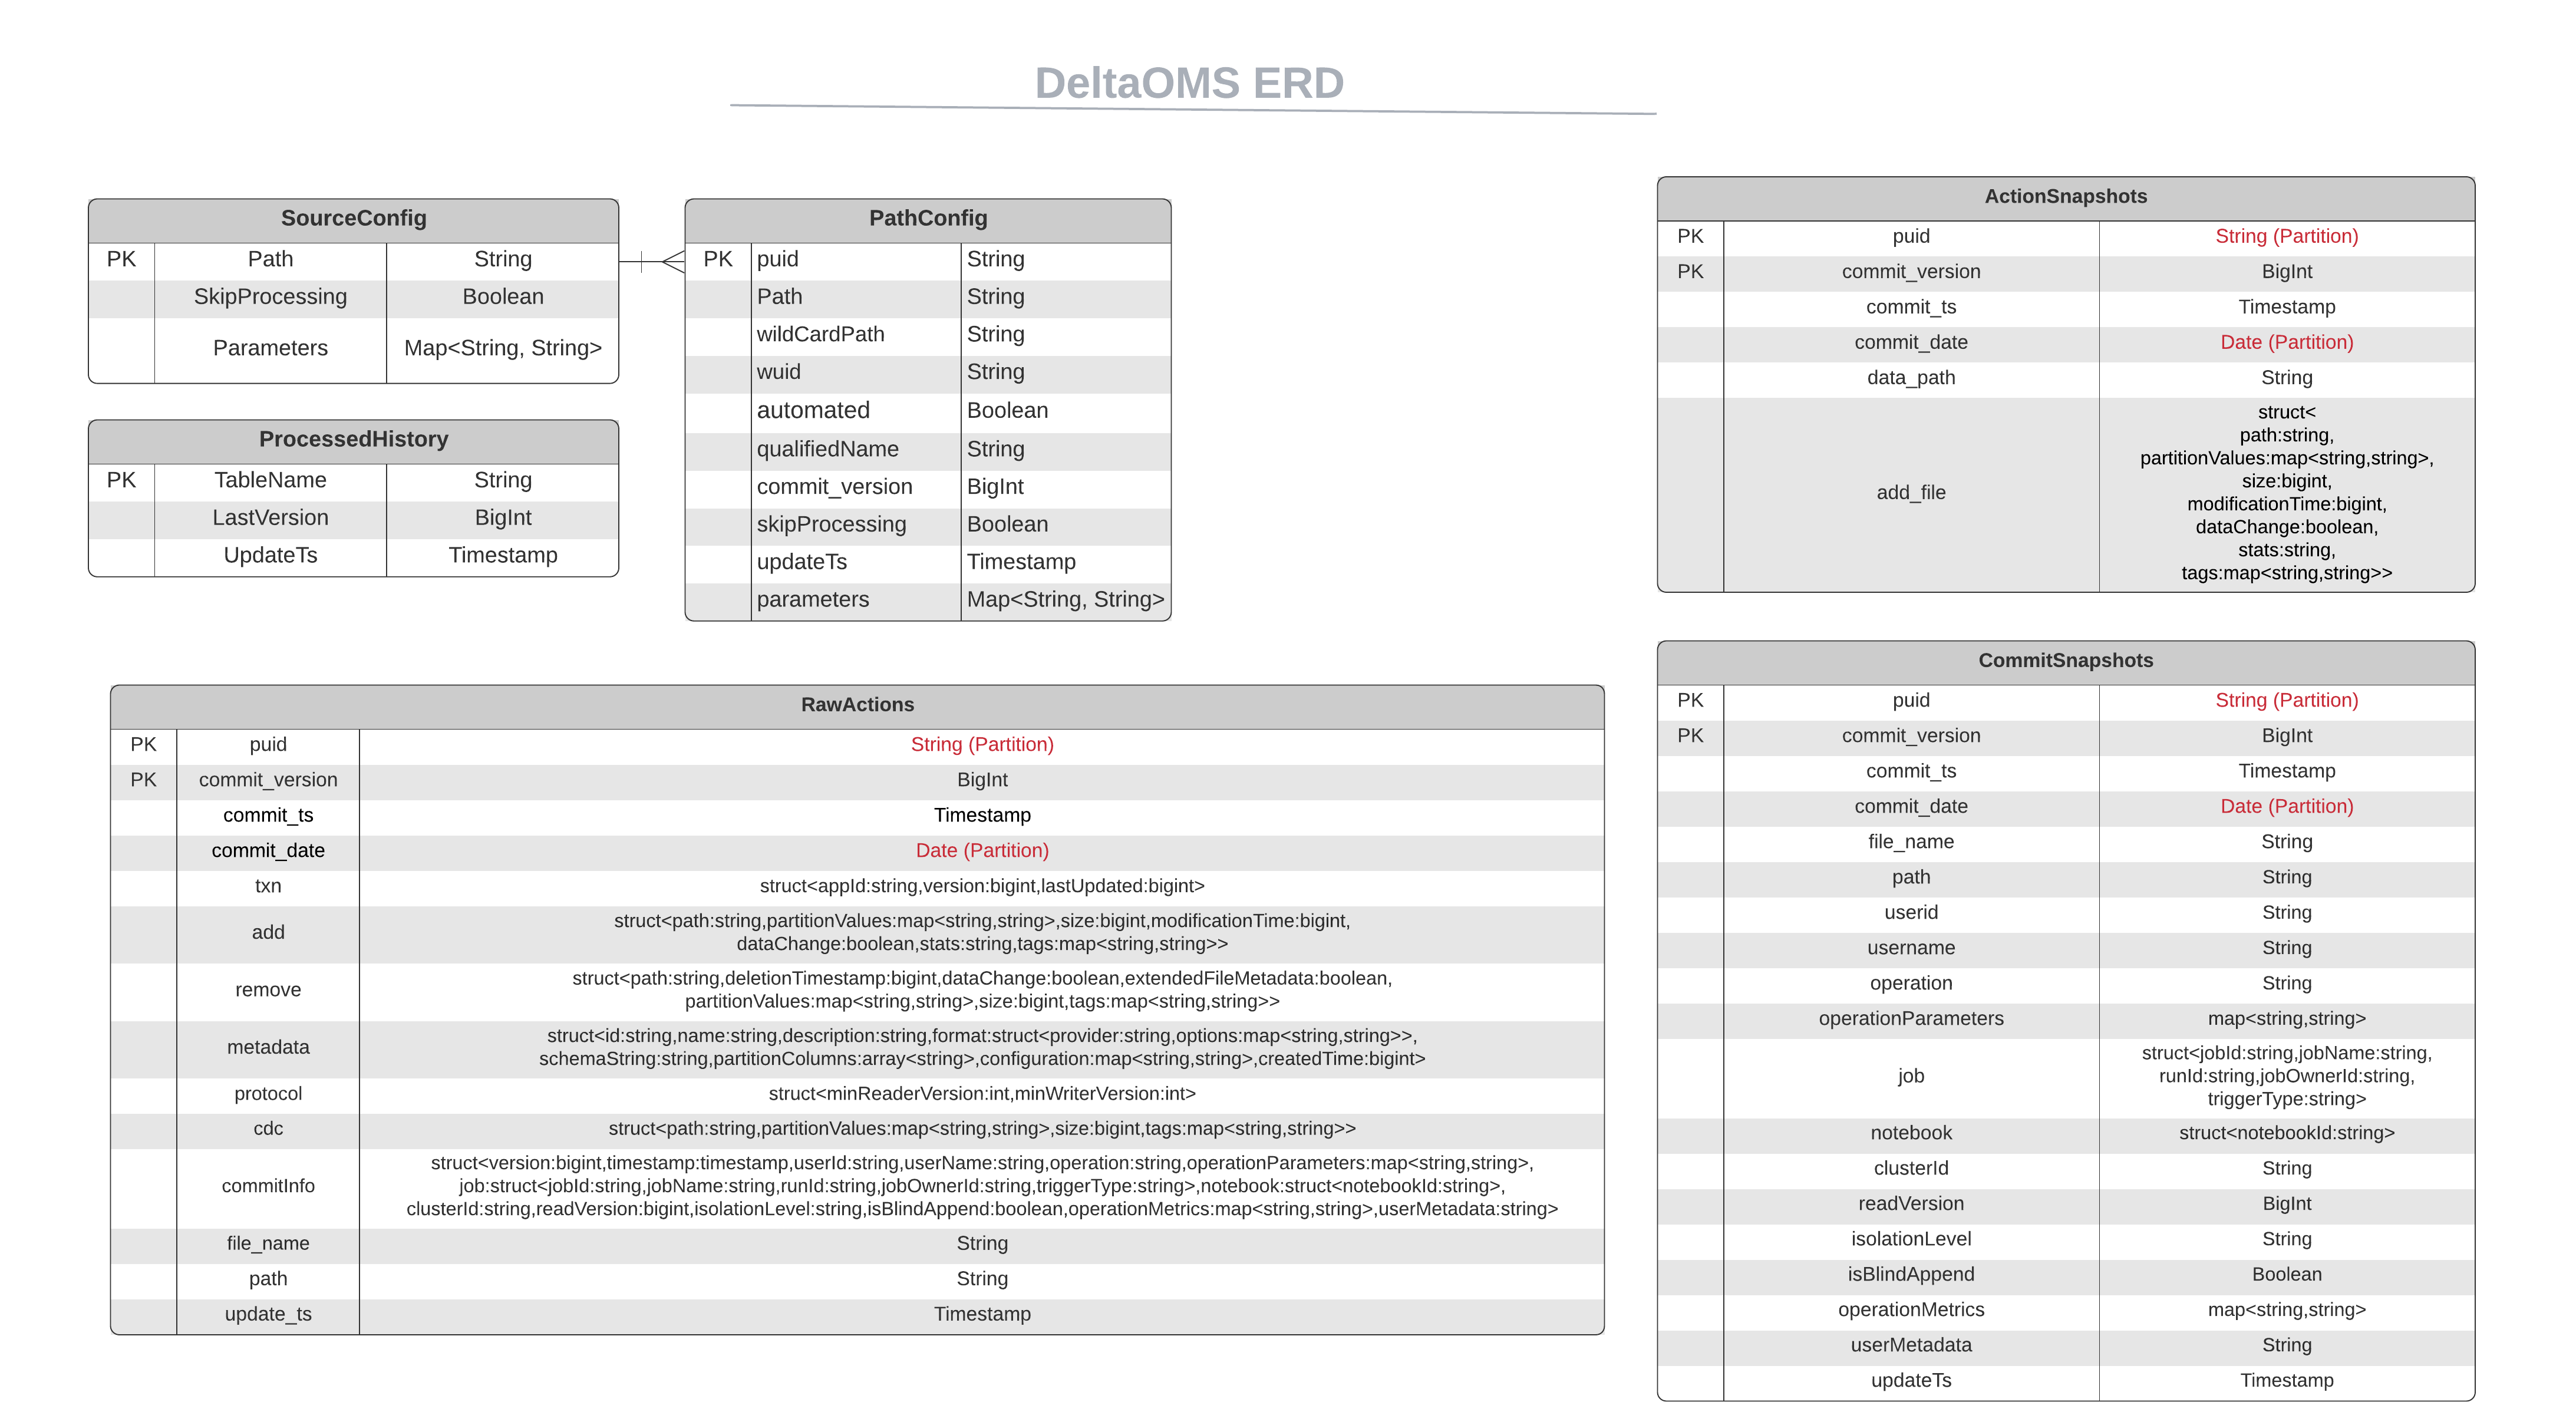 DeltaOMS ERD
SourceConfig
PK Path String
SkipProcessing Boolean
Parameters Map<String, String>
ProcessedHistory
PK TableName String
LastVersion BigInt
UpdateTs Timestamp
PathConfig
PK puid String
Path String
wildCardPath String
wuid String
automated Boolean
qualifiedName String
commit_version BigInt
skipProcessing Boolean
updateTs Timestamp
parameters Map<String, String>
RawActions
PK puid String (Partition)
PK commit_version BigInt
commit_ts Timestamp
commit_date Date (Partition)
txn struct<appId:string,version:bigint,lastUpdated:bigint>
add struct<path:string,partitionValues:map<string,string>,size:bigint,modificationTime:bigint,
dataChange:boolean,stats:string,tags:map<string,string>>
remove struct<path:string,deletionTimestamp:bigint,dataChange:boolean,extendedFileMetadata:boolean,
partitionValues:map<string,string>,size:bigint,tags:map<string,string>>
metadata struct<id:string,name:string,description:string,format:struct<provider:string,options:map<string,string>>,
schemaString:string,partitionColumns:array<string>,configuration:map<string,string>,createdTime:bigint>
protocol struct<minReaderVersion:int,minWriterVersion:int>
cdc struct<path:string,partitionValues:map<string,string>,size:bigint,tags:map<string,string>>
commitInfo struct<version:bigint,timestamp:timestamp,userId:string,userName:string,operation:string,operationParameters:map<string,string>,
job:struct<jobId:string,jobName:string,runId:string,jobOwnerId:string,triggerType:string>,notebook:struct<notebookId:string>,
clusterId:string,readVersion:bigint,isolationLevel:string,isBlindAppend:boolean,operationMetrics:map<string,string>,userMetadata:string>
file_name String
path String
update_ts Timestamp
ActionSnapshots
PK puid String (Partition)
PK commit_version BigInt
commit_ts Timestamp
commit_date Date (Partition)
data_path String
add_file struct<
path:string,
partitionValues:map<string,string>,
size:bigint,
modificationTime:bigint,
dataChange:boolean,
stats:string,
tags:map<string,string>>
CommitSnapshots
PK puid String (Partition)
PK commit_version BigInt
commit_ts Timestamp
commit_date Date (Partition)
file_name String
path String
userid String
username String
operation String
operationParameters map<string,string>
job struct<jobId:string,jobName:string,
runId:string,jobOwnerId:string,
triggerType:string>
notebook struct<notebookId:string>
clusterId String
readVersion BigInt
isolationLevel String
isBlindAppend Boolean
operationMetrics map<string,string>
userMetadata String
updateTs Timestamp